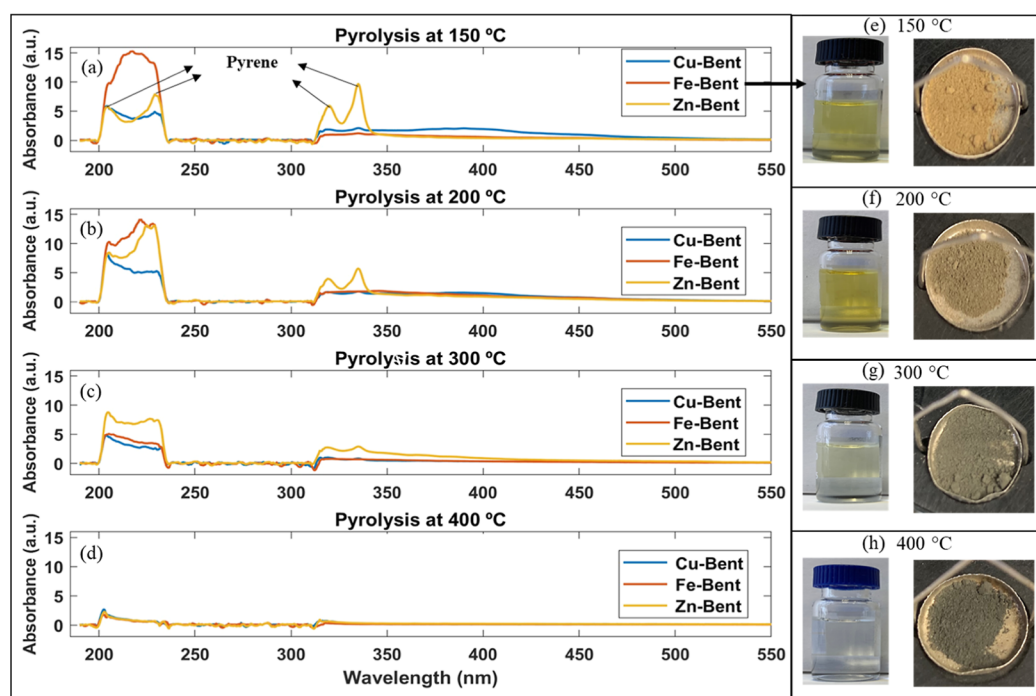 Pyrolysis at 150 ºC
(a)
Pyrene
Cu-Bent
Fe-Bent
Zn-Bent
Absorbance (a.u.)
15
10
5
0
200 250 300 350 400 450 500 550
Pyrolysis at 200 ºC
(b)
Cu-Bent
Fe-Bent
Zn-Bent
Absorbance (a.u.)
15
10
5
0
200 250 300 350 400 450 500 550
Pyrolysis at 300 ºC
(c)
Cu-Bent
Fe-Bent
Zn-Bent
Absorbance (a.u.)
15
10
5
0
200 250 300 350 400 450 500 550
Pyrolysis at 400 ºC
(d)
Cu-Bent
Fe-Bent
Zn-Bent
Absorbance (a.u.)
15
10
5
0
200 250 300 350 400 450 500 550
Wavelength (nm)
(e) 150 °C
(f) 200 °C
(g) 300 °C
(h) 400 °C